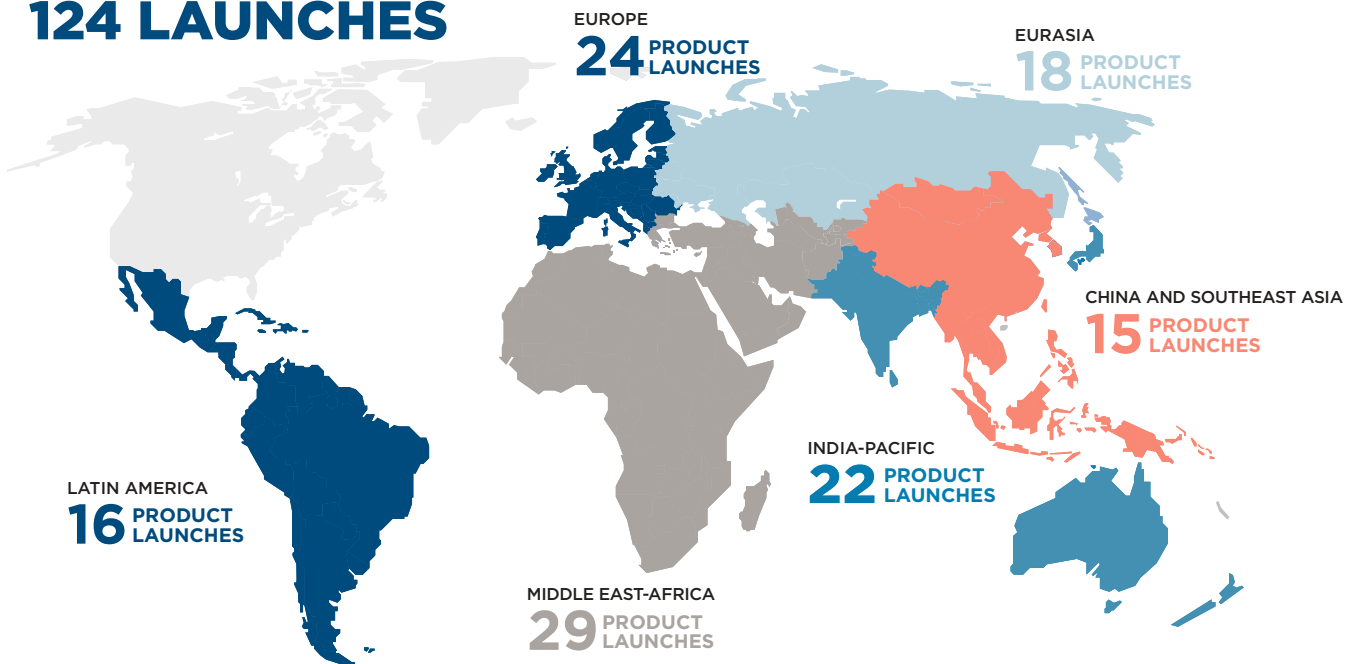 124 LAUNCHES
EUROPE
24 PRODUCT
LAUNCHES
EURASIA
18 PRODUCT
LAUNCHES
CHINA AND SOUTHEAST ASIA
15 PRODUCT
LAUNCHES
INDIA-PACIFIC
22 PRODUCT
LAUNCHES
LATIN AMERICA
16 PRODUCT
LAUNCHES
MIDDLE EAST-AFRICA
29 PRODUCT
LAUNCHES